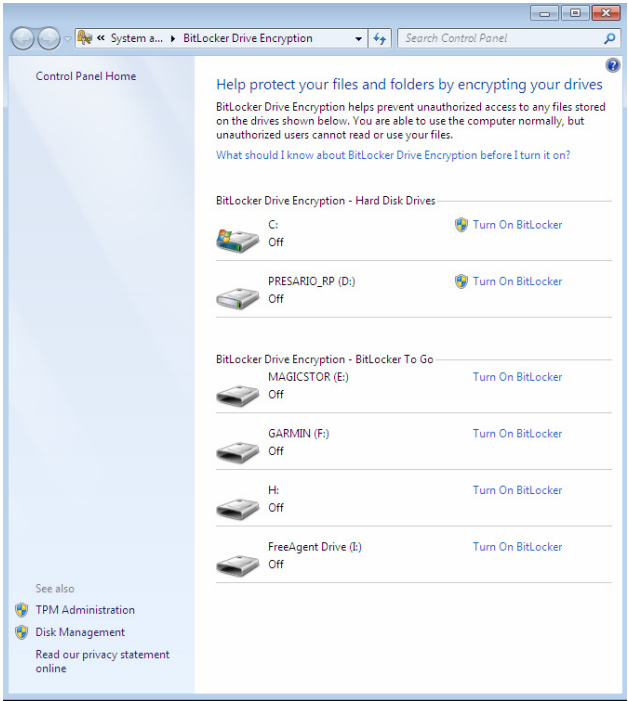 « System a... ▸ BitLocker Drive Encryption
Search Control Panel
Control Panel Home
Help protect your files and folders by encrypting your drives
BitLocker Drive Encryption helps prevent unauthorized access to any files stored
on the drives shown below. You are able to use the computer normally, but
unauthorized users cannot read or use your files.
What should I know about BitLocker Drive Encryption before I turn it on?
BitLocker Drive Encryption - Hard Disk Drives
C:
Off
Turn On BitLocker
PRESARIO_RP (D:)
Off
Turn On BitLocker
BitLocker Drive Encryption - BitLocker To Go
MAGICSTOR (E:)
Off
Turn On BitLocker
GARMIN (F:)
Off
Turn On BitLocker
H:
Off
Turn On BitLocker
FreeAgent Drive (I:)
Off
Turn On BitLocker
See also
TPM Administration
Disk Management
Read our privacy statement
online